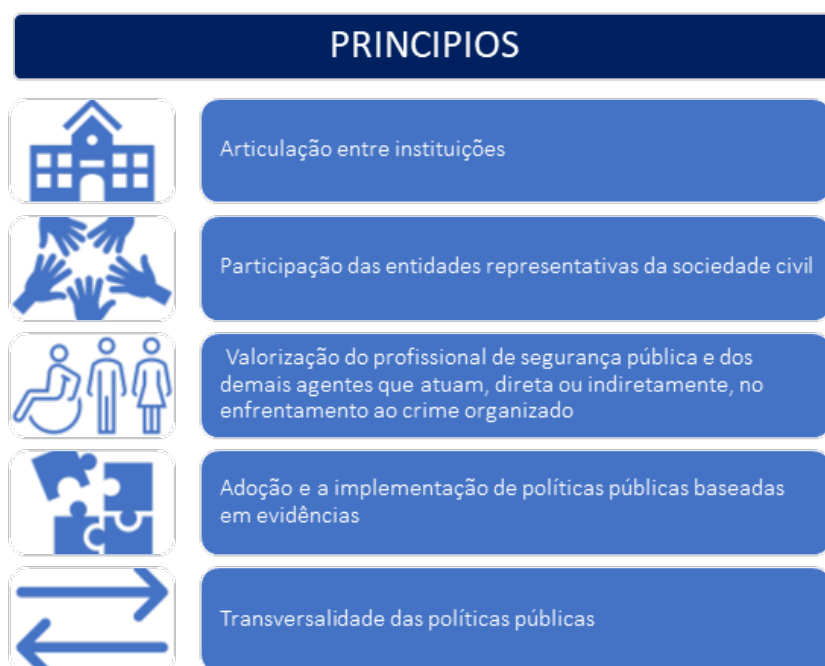 PRINCIPIOS
Articulação entre instituições
Participação das entidades representativas da sociedade civil
Valorização do profissional de segurança pública e dos
demais agentes que atuam, direta ou indiretamente, no
enfrentamento ao crime organizado
Adoção e a implementação de políticas públicas baseadas
em evidências
Transversalidade das políticas públicas